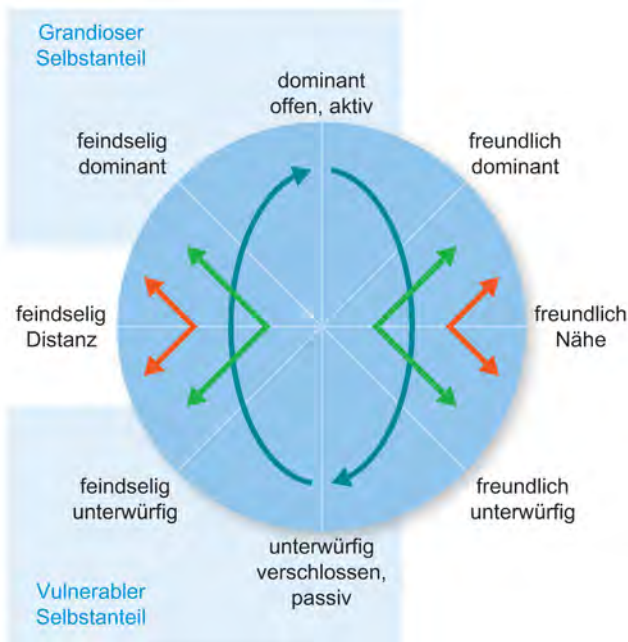 Grandioser
Selbstanteil
dominant
offen, aktiv
feindselig
dominant
freundlich
dominant
feindselig
Distanz
freundlich
Nähe
feindselig
unterwürfig
freundlich
unterwürfig
unterwürfig
verschlossen,
passiv
Vulnerabler
Selbstanteil